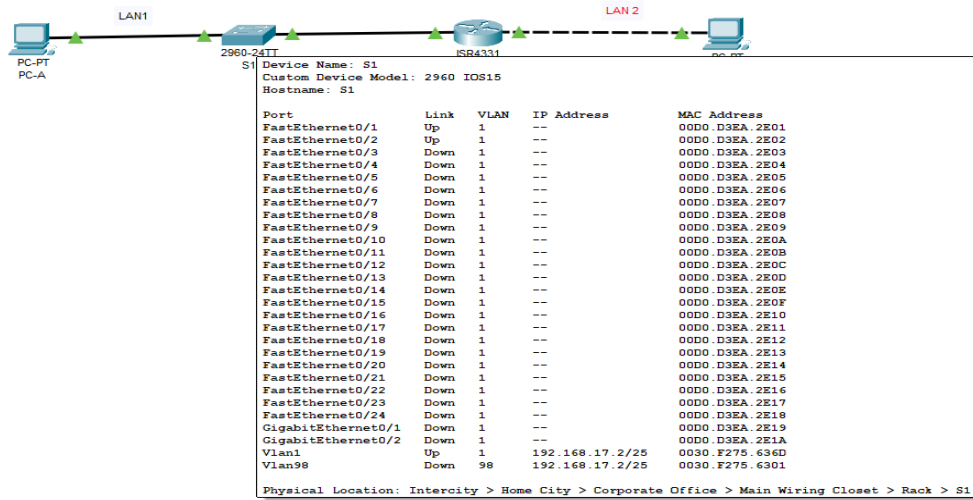 LAN1
LAN 2
PC-PT
PC-A
2960-24TT
S1
ISR4331
PC-PT
Device Name: S1
Custom Device Model: 2960 IOS15
Hostname: S1
Port Link VLAN IP Address MAC Address
FastEthernet0/1 Up 1 -- 00D0.D3EA.2E01
FastEthernet0/2 Up 1 -- 00D0.D3EA.2E02
FastEthernet0/3 Down 1 -- 00D0.D3EA.2E03
FastEthernet0/4 Down 1 -- 00D0.D3EA.2E04
FastEthernet0/5 Down 1 -- 00D0.D3EA.2E05
FastEthernet0/6 Down 1 -- 00D0.D3EA.2E06
FastEthernet0/7 Down 1 -- 00D0.D3EA.2E07
FastEthernet0/8 Down 1 -- 00D0.D3EA.2E08
FastEthernet0/9 Down 1 -- 00D0.D3EA.2E09
FastEthernet0/10 Down 1 -- 00D0.D3EA.2E0A
FastEthernet0/11 Down 1 -- 00D0.D3EA.2E0B
FastEthernet0/12 Down 1 -- 00D0.D3EA.2E0C
FastEthernet0/13 Down 1 -- 00D0.D3EA.2E0D
FastEthernet0/14 Down 1 -- 00D0.D3EA.2E0E
FastEthernet0/15 Down 1 -- 00D0.D3EA.2E0F
FastEthernet0/16 Down 1 -- 00D0.D3EA.2E10
FastEthernet0/17 Down 1 -- 00D0.D3EA.2E11
FastEthernet0/18 Down 1 -- 00D0.D3EA.2E12
FastEthernet0/19 Down 1 -- 00D0.D3EA.2E13
FastEthernet0/20 Down 1 -- 00D0.D3EA.2E14
FastEthernet0/21 Down 1 -- 00D0.D3EA.2E15
FastEthernet0/22 Down 1 -- 00D0.D3EA.2E16
FastEthernet0/23 Down 1 -- 00D0.D3EA.2E17
FastEthernet0/24 Down 1 -- 00D0.D3EA.2E18
GigabitEthernet0/1 Down 1 -- 00D0.D3EA.2E19
GigabitEthernet0/2 Down 1 -- 00D0.D3EA.2E1A
Vlan1 Up 1 192.168.17.2/25 0030.F275.636D
Vlan98 Down 98 192.168.17.2/25 0030.F275.6301
Physical Location: Intercity > Home City > Corporate Office > Main Wiring Closet > Rack > S1